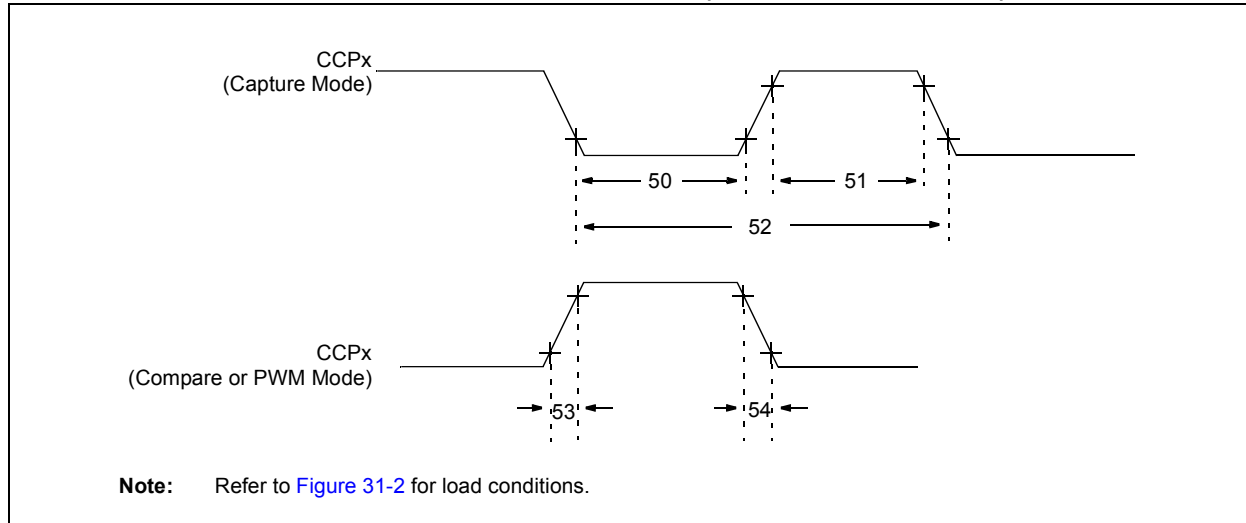 CCPx
(Capture Mode)
50
51
52
CCPx
(Compare or PWM Mode)
53
54
Note: Refer to Figure 31-2 for load conditions.